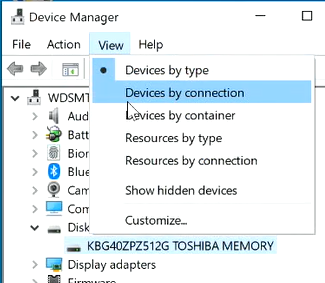 Device Manager
File Action View Help
Devices by type
WDSMT
Devices by connection
Aud
Devices by container
Batt
Resources by type
Bion
Resources by connection
Blue
Cam
Show hidden devices
Com
Customize...
Disk
KBG40ZPZ512G TOSHIBA MEMORY
Display adapters
Firmware